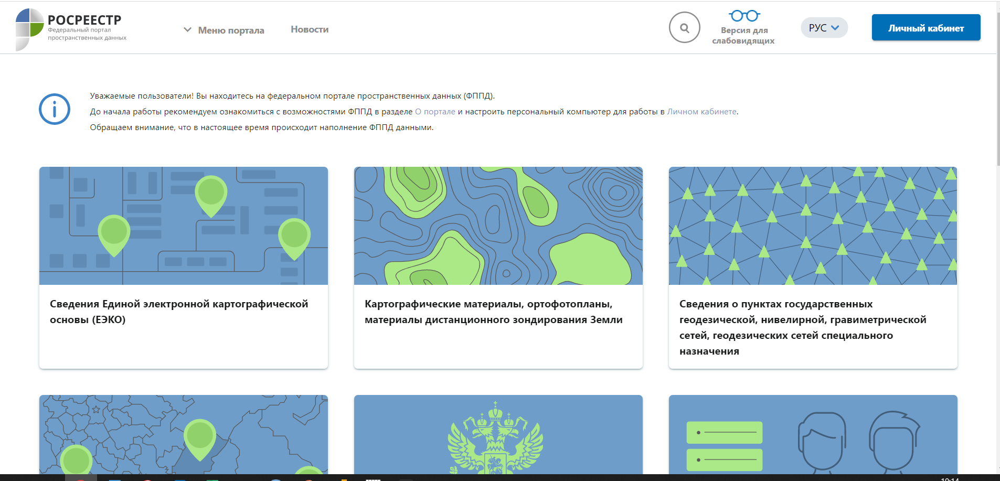 РОСРЕЕСТР
Федеральный портал
пространственных данных
Меню портала
Новости
Версия для
слабовидящих
РУС
Личный кабинет
Уважаемые пользователи! Вы находитесь на федеральном портале пространственных данных (ФППД).
До начала работы рекомендуем ознакомиться с возможностями ФППД в разделе О портале и настроить персональный компьютер для работы в Личном кабинете.
Обращаем внимание, что в настоящее время происходит наполнение ФППД данными.
Сведения Единой электронной картографической
основы (ЕЭКО)
Картографические материалы, ортофотопланы,
материалы дистанционного зондирования Земли
Сведения о пунктах государственных
геодезической, нивелирной, гравиметрической
сетей, геодезических сетей специального
назначения